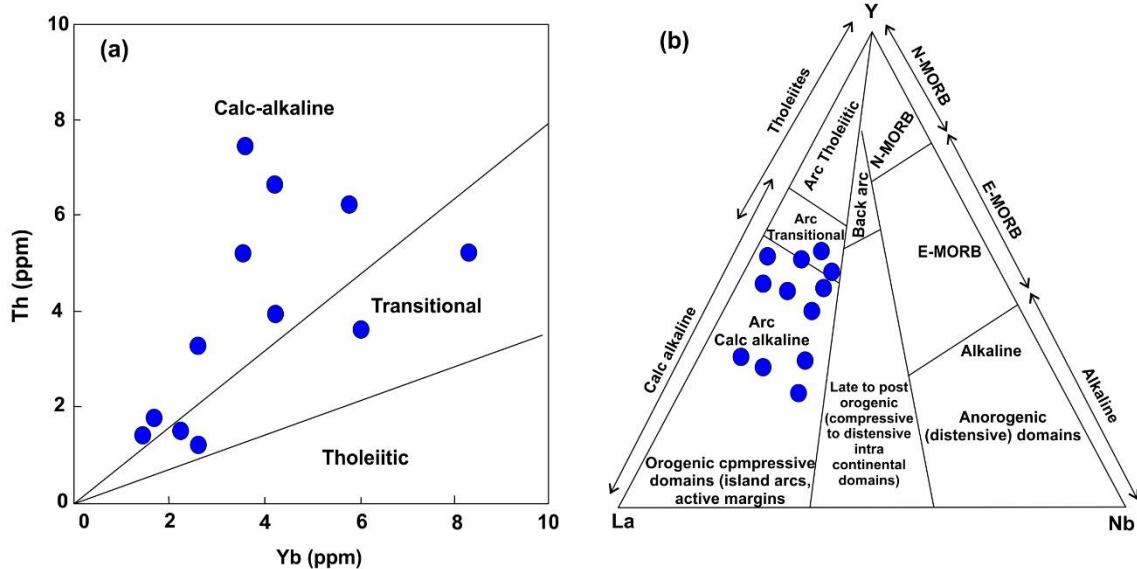 (a)
10
8
6
4
2
0
0
2
4
6
8
10
Th (ppm)
Yb (ppm)
Calc-alkaline
Transitional
Tholeiitic
(b)
Y
Tholeiites
Calc alkaline
N-MORB
E-MORB
Alkaline
Arc Tholeiitic
N-MORB
Back arc
Arc
Transitional
E-MORB
Arc
Calc alkaline
Alkaline
Late to post
orogenic
(compressive
to distensive
intra
continental
domains)
Anorogenic
(distensive) domains
Orogenic cpmpressive
domains (island arcs,
active margins
La
Nb